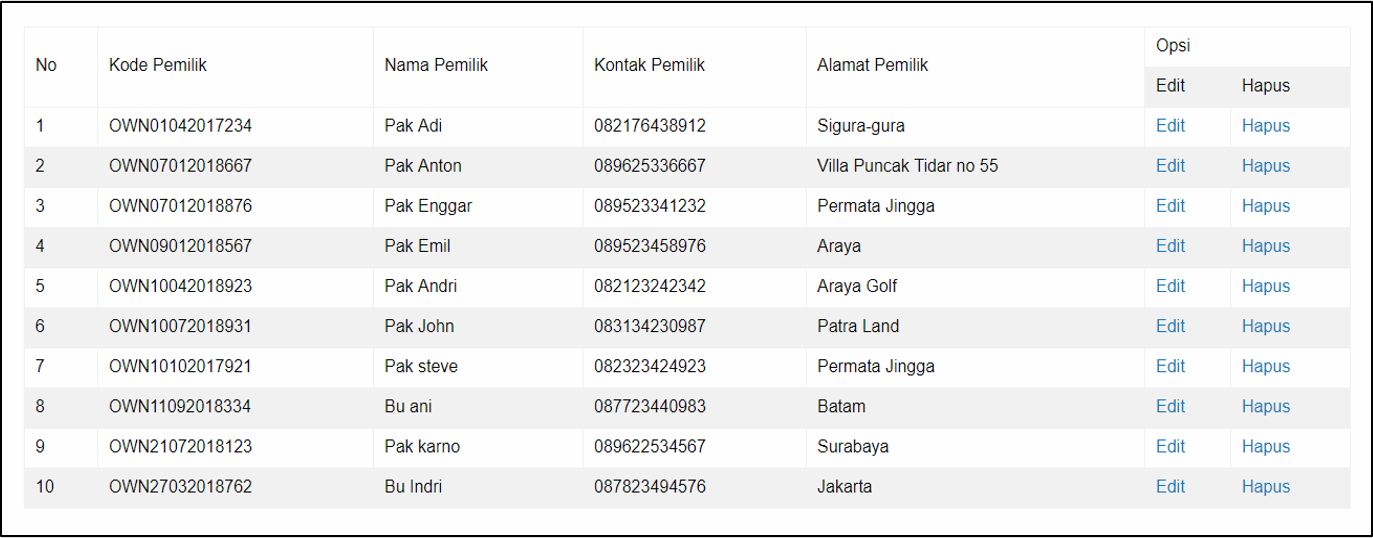 No Kode Pemilik Nama Pemilik Kontak Pemilik Alamat Pemilik Opsi
Edit Hapus
1 OWN01042017234 Pak Adi 082176438912 Sigura-gura Edit Hapus
2 OWN07012018667 Pak Anton 089625336667 Villa Puncak Tidar no 55 Edit Hapus
3 OWN07012018876 Pak Enggar 089523341232 Permata Jingga Edit Hapus
4 OWN09012018567 Pak Emil 089523458976 Araya Edit Hapus
5 OWN10042018923 Pak Andri 082123242342 Araya Golf Edit Hapus
6 OWN10072018931 Pak John 083134230987 Patra Land Edit Hapus
7 OWN10102017921 Pak steve 082323424923 Permata Jingga Edit Hapus
8 OWN11092018334 Bu ani 087723440983 Batam Edit Hapus
9 OWN21072018123 Pak karno 089622534567 Surabaya Edit Hapus
10 OWN27032018762 Bu Indri 087823494576 Jakarta Edit Hapus